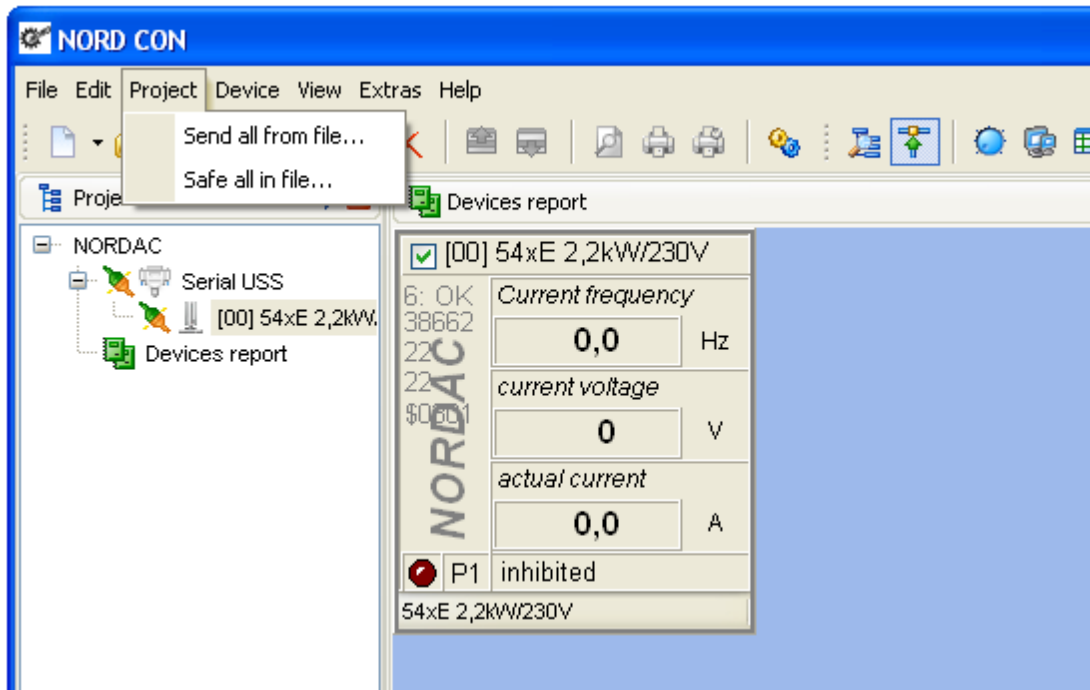 NORD CON
File Edit Project Device View Extras Help
Send all from file...
Safe all in file...
Proje
Devices report
NORDAC
Serial USS
[00] 54xE 2,2kW.
Devices report
[00] 54xE 2,2kW/230V
6: OK
38662
22
22
NORDAC
Current frequency
0,0 Hz
current voltage
0 V
actual current
0,0 A
P1 inhibited
54xE 2,2kW/230V